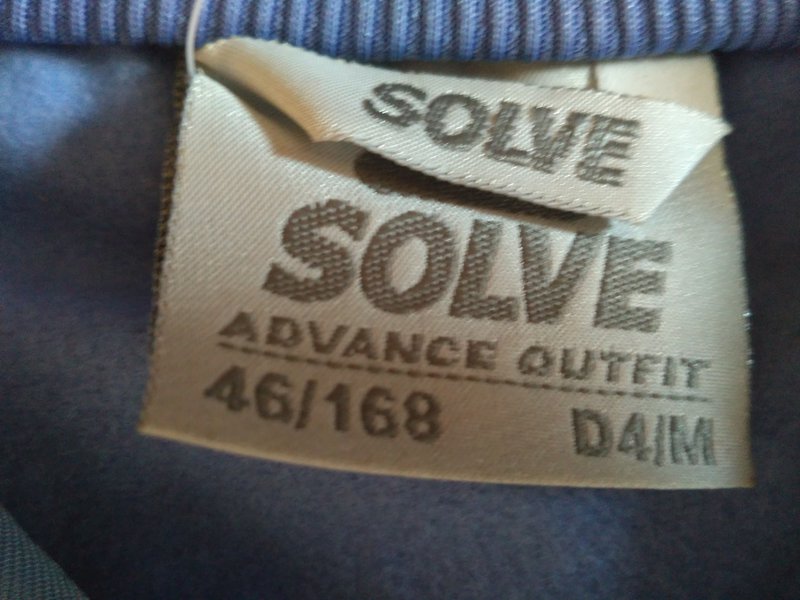 SOLVE
SOLVE
ADVANCE OUTFIT
46/168 D4/M